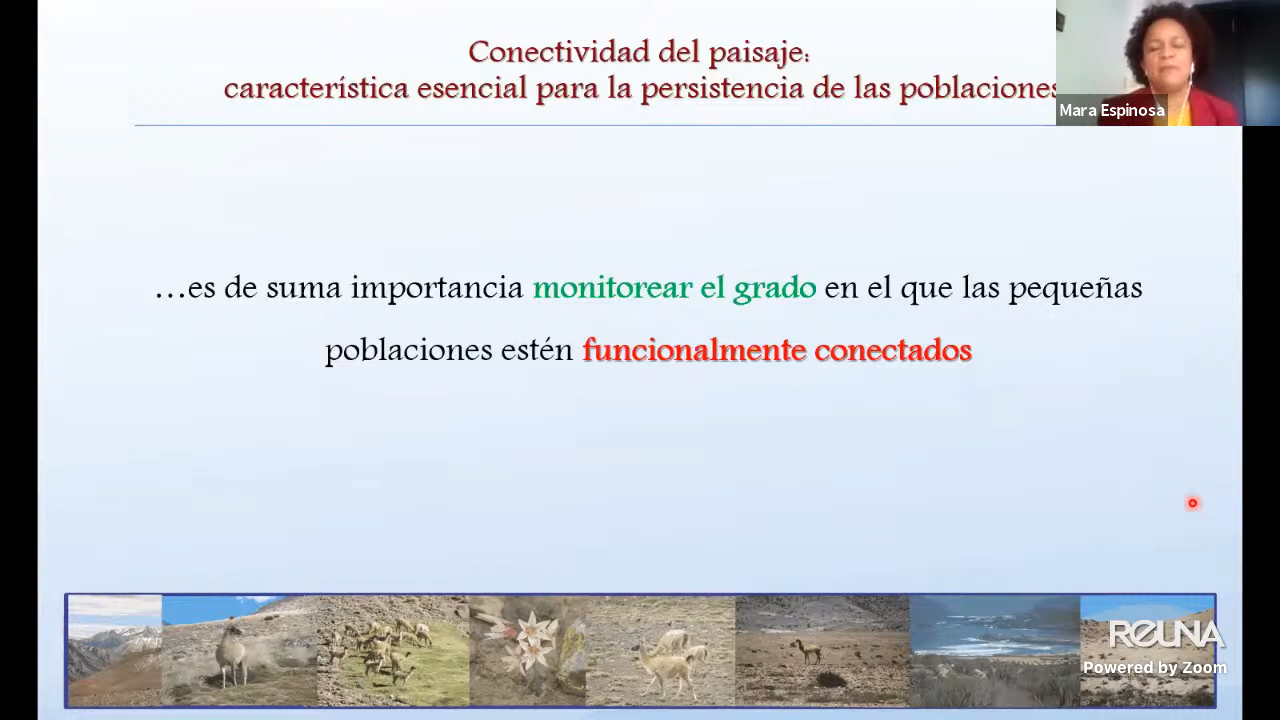 Conectividad del paisaje:
característica esencial para la persistencia de las poblaciones
Mara Espinosa
...es de suma importancia monitorear el grado en el que las pequeñas
poblaciones estén funcionalmente conectados
REUNA
Powered by Zoom